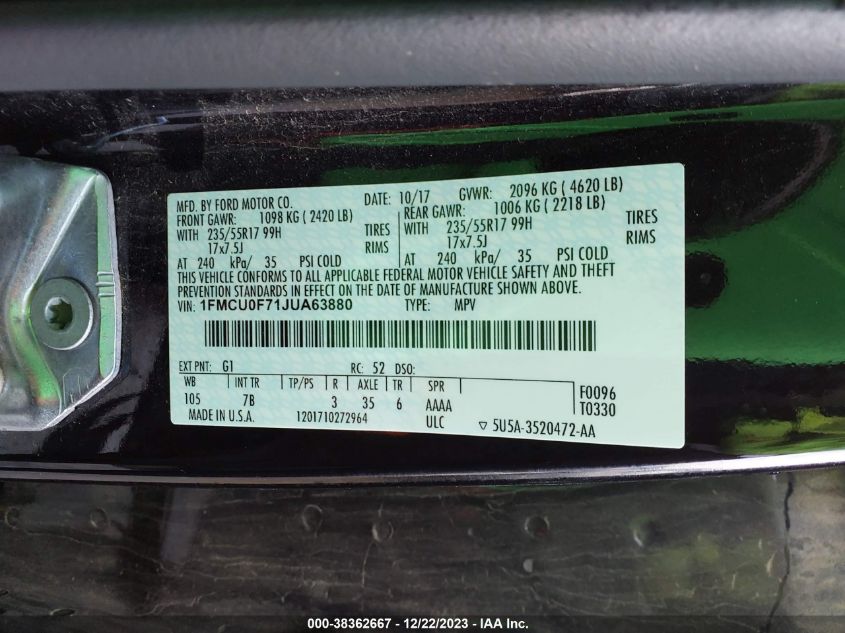 MFD. BY FORD MOTOR CO. DATE: 10/17 GVWR: 2096 KG ( 4620 LB)
FRONT GAWR: 1098 KG ( 2420 LB) REAR GAWR: 1006 KG ( 2218 LB)
WITH 235/55R17 99H TIRES WITH 235/55R17 99H TIRES
17x7.5J RIMS 17x7.5J RIMS
AT 240 kPa/ 35 PSI COLD AT 240 kPa/ 35 PSI COLD
THIS VEHICLE CONFORMS TO ALL APPLICABLE FEDERAL MOTOR VEHICLE SAFETY AND THEFT
PREVENTION STANDARDS IN EFFECT ON THE DATE OF MANUFACTURE SHOWN ABOVE.
VIN: 1FMCU0F71JUA63880 TYPE: MPV
EXT PNT: G1 RC: 52 DSO:
WB INT TR TP/PS R AXLE TR SPR F0096
105 7B 3 35 6 AAAA T0330
MADE IN U.S.A. 1201710272964 ULC ▽ 5U5A-3520472-AA
000-38362667 - 12/22/2023 - IAA Inc.